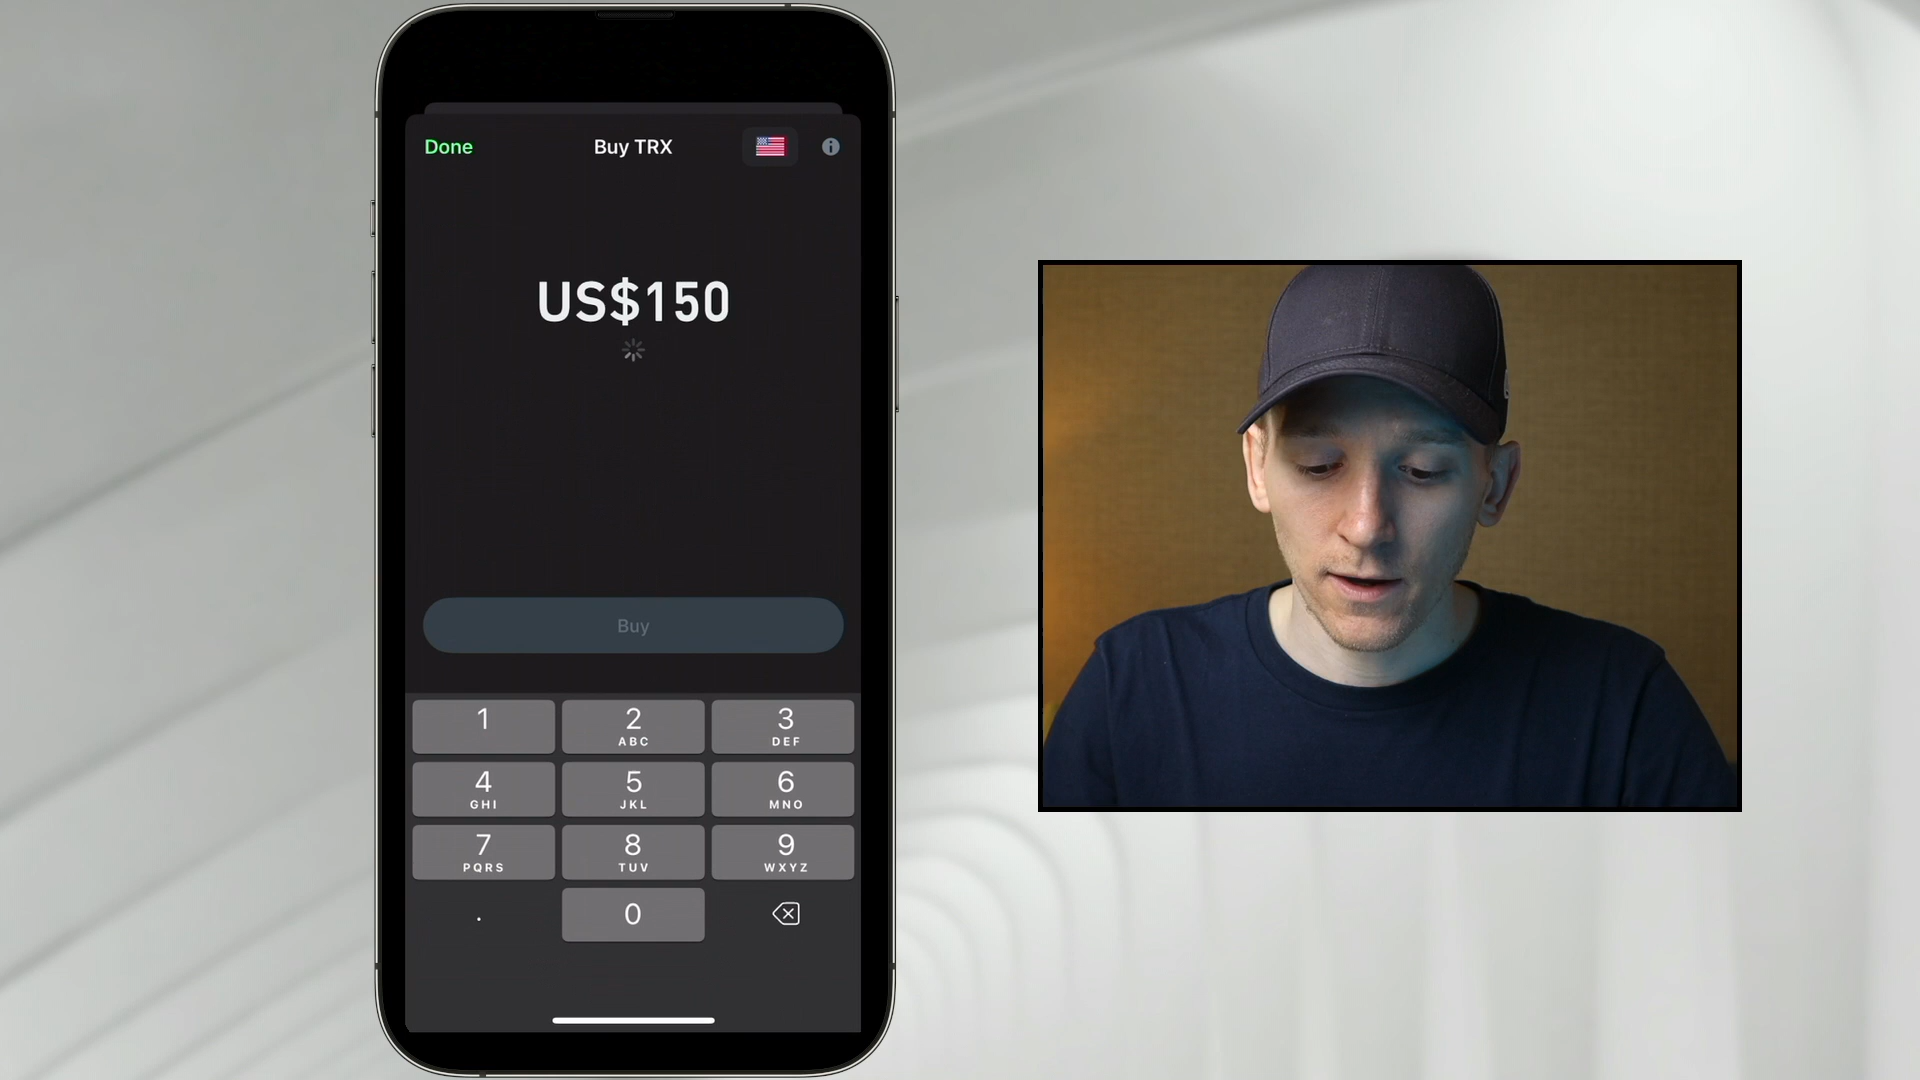 Done
Buy TRX
US$150
Buy
1
2
ABC
3
DEF
4
GHI
5
JKL
6
MNO
7
PQRS
8
TUV
9
WXYZ
.
0